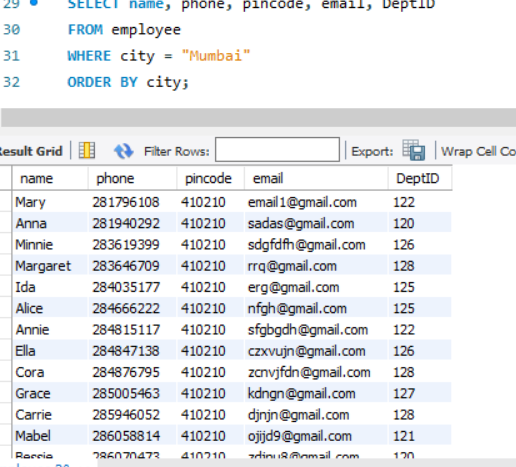 29 SELECT name, phone, pincode, email, DeptID
30 FROM employee
31 WHERE city = "Mumbai"
32 ORDER BY city;
Result Grid Filter Rows: Export: Wrap Cell Co
name phone pincode email DeptID
Mary 281796108 410210 email1@gmail.com 122
Anna 281940292 410210 sadas@gmail.com 120
Minnie 283619399 410210 sdgfdfh@gmail.com 126
Margaret 283646709 410210 rrq@gmail.com 128
Ida 284035177 410210 erg@gmail.com 125
Alice 284666222 410210 nfgh@gmail.com 125
Annie 284815117 410210 sfgbgdh@gmail.com 122
Ella 284847138 410210 czxvujn@gmail.com 126
Cora 284876795 410210 zcnvjfdn@gmail.com 128
Grace 285005463 410210 kdngn@gmail.com 127
Carrie 285946052 410210 djnjn@gmail.com 128
Mabel 286058814 410210 ojijd9@gmail.com 121
Bessie 286070473 410210 zdjnu8@gmail.com 120